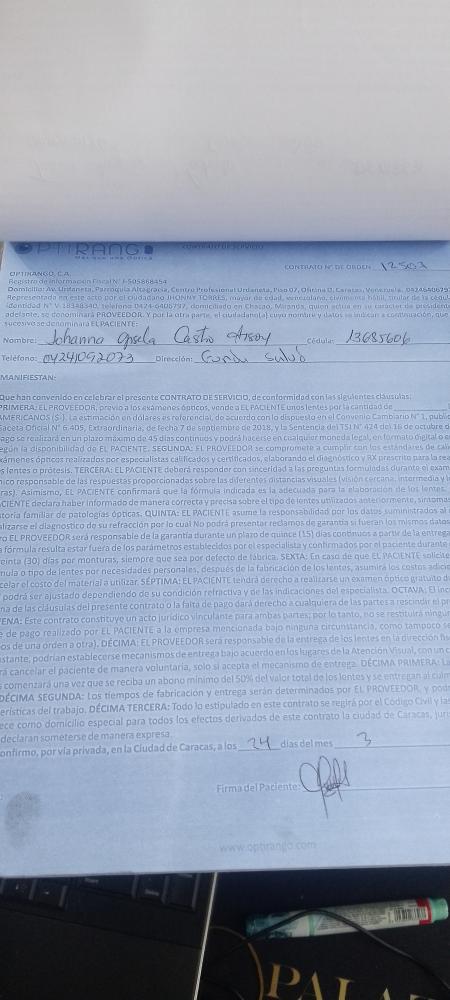 OPTIRANGO
CONTRATO DE SERVICIO
CONTRATO N° DE ORDEN 12503
OPTIRANGO, C.A.
Registro de Información Fiscal N° J-505868454
Domicilio: Av. Urdaneta, Parroquia Altagracia, Centro Profesional Urdaneta, Piso 07, Oficina D, Caracas, Venezuela.
Representada en este acto por el ciudadano JHONNY TORRES, mayor de edad, venezolano, civilmente hábil, titular de la cédu
identidad N° V-18348340, teléfono 0424-6406797, domiciliado en Chacao, Miranda, quien actúa en su carácter de president
adelante, se denominará PROVEEDOR. Y por la otra parte, el ciudadano(a) cuyo nombre y datos se indican a continuación, que
sucesivo se denominará EL PACIENTE:
Nombre: Johanna Castro Cédula: 13685606
Teléfono: 04241092073 Dirección:
MANIFIESTAN:
Que han convenido en celebrar el presente CONTRATO DE SERVICIO, de conformidad con las siguientes cláusulas:
PRIMERA: EL PROVEEDOR, previo a los exámenes ópticos, vende a EL PACIENTE unos lentes por la cantidad de
AMERICANOS ($-). La estimación en dólares es referencial, de acuerdo con lo dispuesto en el Convenio Cambiario N° 1, public
Gaceta Oficial N° 6.405, Extraordinaria, de fecha 7 de septiembre de 2018, y la Sentencia del TSJ N° 424 del 16 de octubre d
ago se realizará en un plazo máximo de 45 días continuos y podrá hacerse en cualquier moneda legal, en formato digital o e
egún la disponibilidad de EL PACIENTE. SEGUNDA: EL PROVEEDOR se compromete a cumplir con los estándares de cali
exámenes ópticos realizados por especialistas calificados y certificados, elaborando el diagnóstico y RX prescrito para la rea
s lentes o prótesis. TERCERA: EL PACIENTE deberá responder con sinceridad a las preguntas formuladas durante el exam
nico responsable de las respuestas proporcionadas sobre las diferentes distancias visuales (visión cercana, intermedia y l
ras). Asimismo, EL PACIENTE confirmará que la fórmula indicada es la adecuada para la elaboración de los lentes.
CIENTE declara haber informado de manera correcta y precisa sobre el tipo de lentes utilizados anteriormente, síntomas
toria familiar de patologías ópticas. QUINTA: EL PACIENTE asume la responsabilidad por los datos suministrados al
alizarse el diagnostico de su refracción por lo cual No podrá presentar reclamos de garantía si fueran los mismos datos
ro EL PROVEEDOR será responsable de la garantía durante un plazo de quince (15) días continuos a partir de la entrega
a fórmula resulta estar fuera de los parámetros establecidos por el especialista y confirmados por el paciente durante
einta (30) días por monturas, siempre que sea por defecto de fábrica. SEXTA: En caso de que EL PACIENTE solicite
mula o tipo de lentes por necesidades personales, después de la fabricación de los lentes, asumirá los costos adicio
celar el costo del material a utilizar. SÉPTIMA: EL PACIENTE tendrá derecho a realizarse un examen óptico gratuito d
podrá ser ajustado dependiendo de su condición refractiva y de las indicaciones del especialista. OCTAVA: El inc
na de las cláusulas del presente contrato o la falta de pago dará derecho a cualquiera de las partes a rescindir el pr
VENA: Este contrato constituye un acto jurídico vinculante para ambas partes; por lo tanto, no se restituirá ningun
e de pago realizado por EL PACIENTE a la empresa mencionada bajo ninguna circunstancia, como tampoco se
os de una orden a otra). DÉCIMA: EL PROVEEDOR será responsable de la entrega de los lentes en la dirección fis
stante, podrían establecerse mecanismos de entrega bajo acuerdo en los lugares de la Atención Visual, con un c
rá cancelar el paciente de manera voluntaria, solo si acepta el mecanismo de entrega. DÉCIMA PRIMERA: La
s comenzará una vez que se reciba un abono mínimo del 50% del valor total de los lentes y se entregan al culm
DÉCIMA SEGUNDA: Los tiempos de fabricación y entrega serán determinados por EL PROVEEDOR, y pod
erísticas del trabajo. DÉCIMA TERCERA: Todo lo estipulado en este contrato se regirá por el Código Civil y las
ece como domicilio especial para todos los efectos derivados de este contrato la ciudad de Caracas, juri
declaran someterse de manera expresa.
onfirmo, por vía privada, en la Ciudad de Caracas, a los 24 días del mes 3
Firma del Paciente:
www.optirango.com
PALA